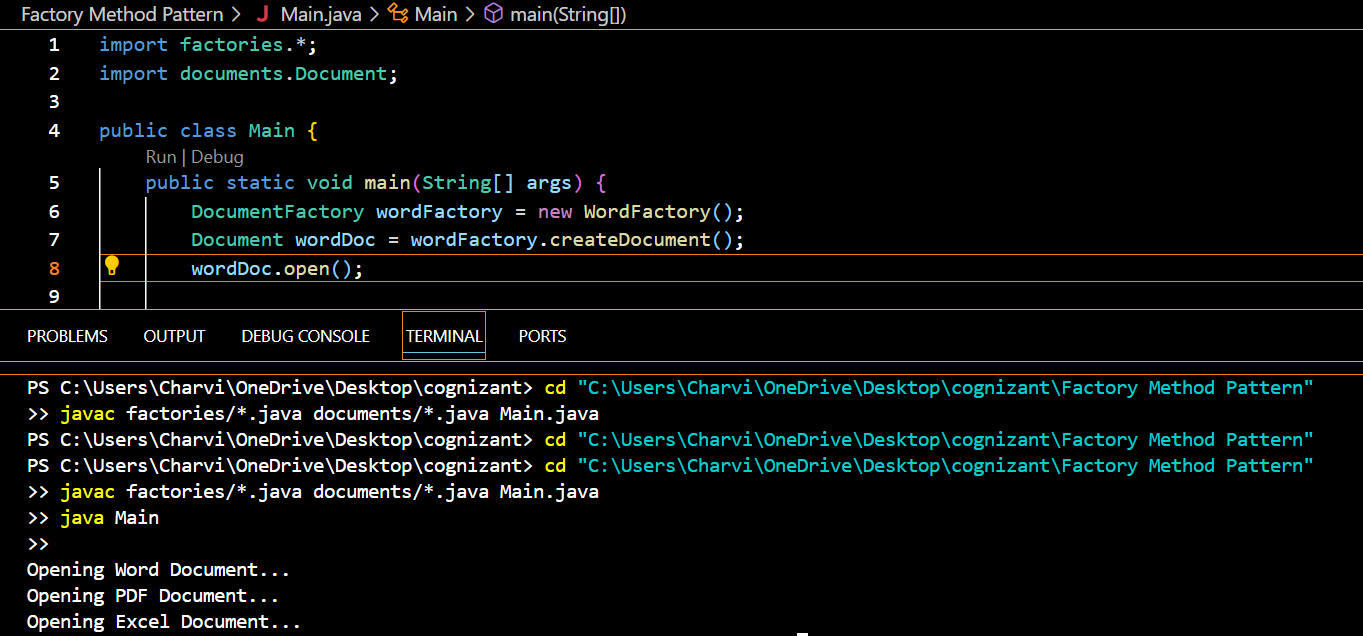 Factory Method Pattern > J Main.java > Main > main(String[])
1 import factories.*;
2 import documents.Document;
3
4 public class Main {
Run | Debug
5 public static void main(String[] args) {
6 DocumentFactory wordFactory = new WordFactory();
7 Document wordDoc = wordFactory.createDocument();
8 wordDoc.open();
9
PROBLEMS OUTPUT DEBUG CONSOLE TERMINAL PORTS
PS C:\Users\Charvi\OneDrive\Desktop\cognizant> cd "C:\Users\Charvi\OneDrive\Desktop\cognizant\Factory Method Pattern"
>> javac factories/*.java documents/*.java Main.java
PS C:\Users\Charvi\OneDrive\Desktop\cognizant> cd "C:\Users\Charvi\OneDrive\Desktop\cognizant\Factory Method Pattern"
PS C:\Users\Charvi\OneDrive\Desktop\cognizant> cd "C:\Users\Charvi\OneDrive\Desktop\cognizant\Factory Method Pattern"
>> javac factories/*.java documents/*.java Main.java
>> java Main
>>
Opening Word Document...
Opening PDF Document...
Opening Excel Document...